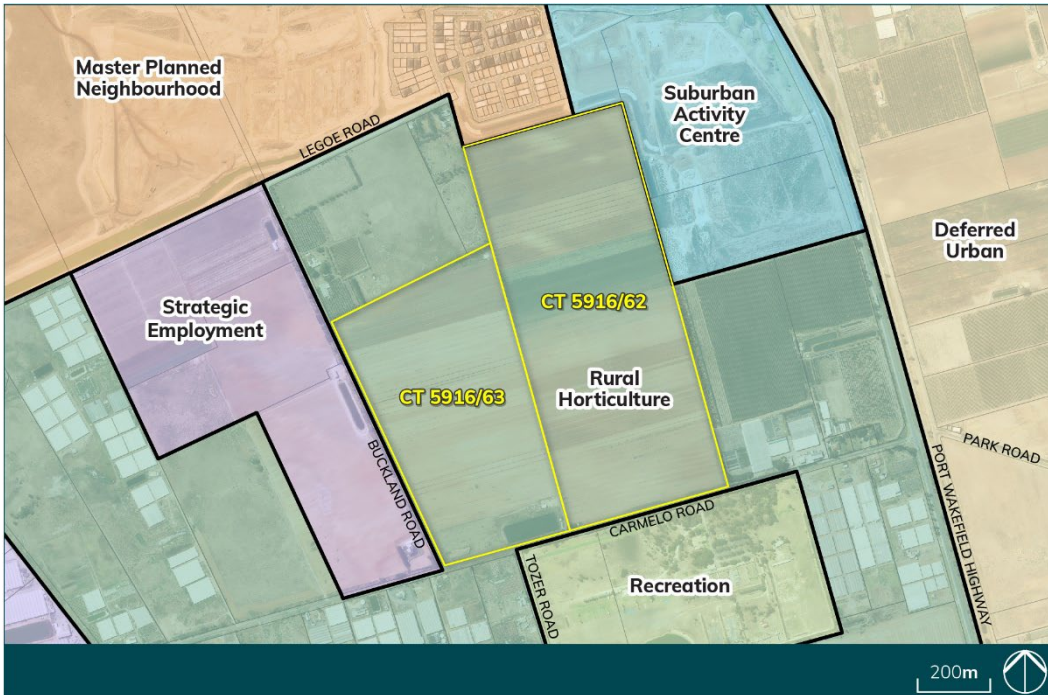 Master Planned
Neighbourhood
LEGOE ROAD
Suburban
Activity
Centre
Deferred
Urban
Strategic
Employment
CT 5916/62
CT 5916/63
Rural
Horticulture
BUCKLAND ROAD
PARK ROAD
PORT WAKEFIELD HIGHWAY
CARMELO ROAD
TOZER ROAD
Recreation
200m